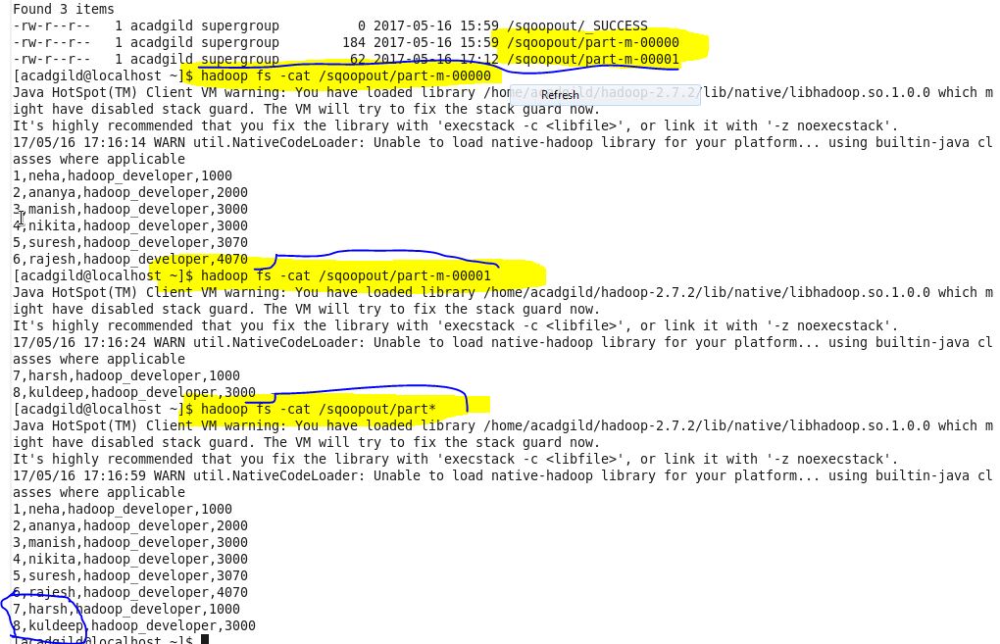 Found 3 items
-rw-r--r--   1 acadgild supergroup          0 2017-05-16 15:59 /sqoopout/_SUCCESS
-rw-r--r--   1 acadgild supergroup        184 2017-05-16 15:59 /sqoopout/part-m-00000
-rw-r--r--   1 acadgild supergroup         62 2017-05-16 17:12 /sqoopout/part-m-00001
[acadgild@localhost ~]$ hadoop fs -cat /sqoopout/part-m-00000
Java HotSpot(TM) Client VM warning: You have loaded library /home/acadgild/hadoop-2.7.2/lib/native/libhadoop.so.1.0.0 which m
Refresh
ight have disabled stack guard. The VM will try to fix the stack guard now.
It's highly recommended that you fix the library with 'execstack -c <libfile>', or link it with '-z noexecstack'.
17/05/16 17:16:14 WARN util.NativeCodeLoader: Unable to load native-hadoop library for your platform... using builtin-java cl
asses where applicable
1,neha,hadoop_developer,1000
2,ananya,hadoop_developer,2000
3,manish,hadoop_developer,3000
4,nikita,hadoop_developer,3000
5,suresh,hadoop_developer,3070
6,rajesh,hadoop_developer,4070
[acadgild@localhost ~]$ hadoop fs -cat /sqoopout/part-m-00001
Java HotSpot(TM) Client VM warning: You have loaded library /home/acadgild/hadoop-2.7.2/lib/native/libhadoop.so.1.0.0 which m
ight have disabled stack guard. The VM will try to fix the stack guard now.
It's highly recommended that you fix the library with 'execstack -c <libfile>', or link it with '-z noexecstack'.
17/05/16 17:16:24 WARN util.NativeCodeLoader: Unable to load native-hadoop library for your platform... using builtin-java cl
asses where applicable
7,harsh,hadoop_developer,1000
8,kuldeep,hadoop_developer,3000
[acadgild@localhost ~]$ hadoop fs -cat /sqoopout/part*
Java HotSpot(TM) Client VM warning: You have loaded library /home/acadgild/hadoop-2.7.2/lib/native/libhadoop.so.1.0.0 which m
ight have disabled stack guard. The VM will try to fix the stack guard now.
It's highly recommended that you fix the library with 'execstack -c <libfile>', or link it with '-z noexecstack'.
17/05/16 17:16:59 WARN util.NativeCodeLoader: Unable to load native-hadoop library for your platform... using builtin-java cl
asses where applicable
1,neha,hadoop_developer,1000
2,ananya,hadoop_developer,2000
3,manish,hadoop_developer,3000
4,nikita,hadoop_developer,3000
5,suresh,hadoop_developer,3070
6,rajesh,hadoop_developer,4070
7,harsh,hadoop_developer,1000
8,kuldeep,hadoop_developer,3000
[acadgild@localhost ~]$